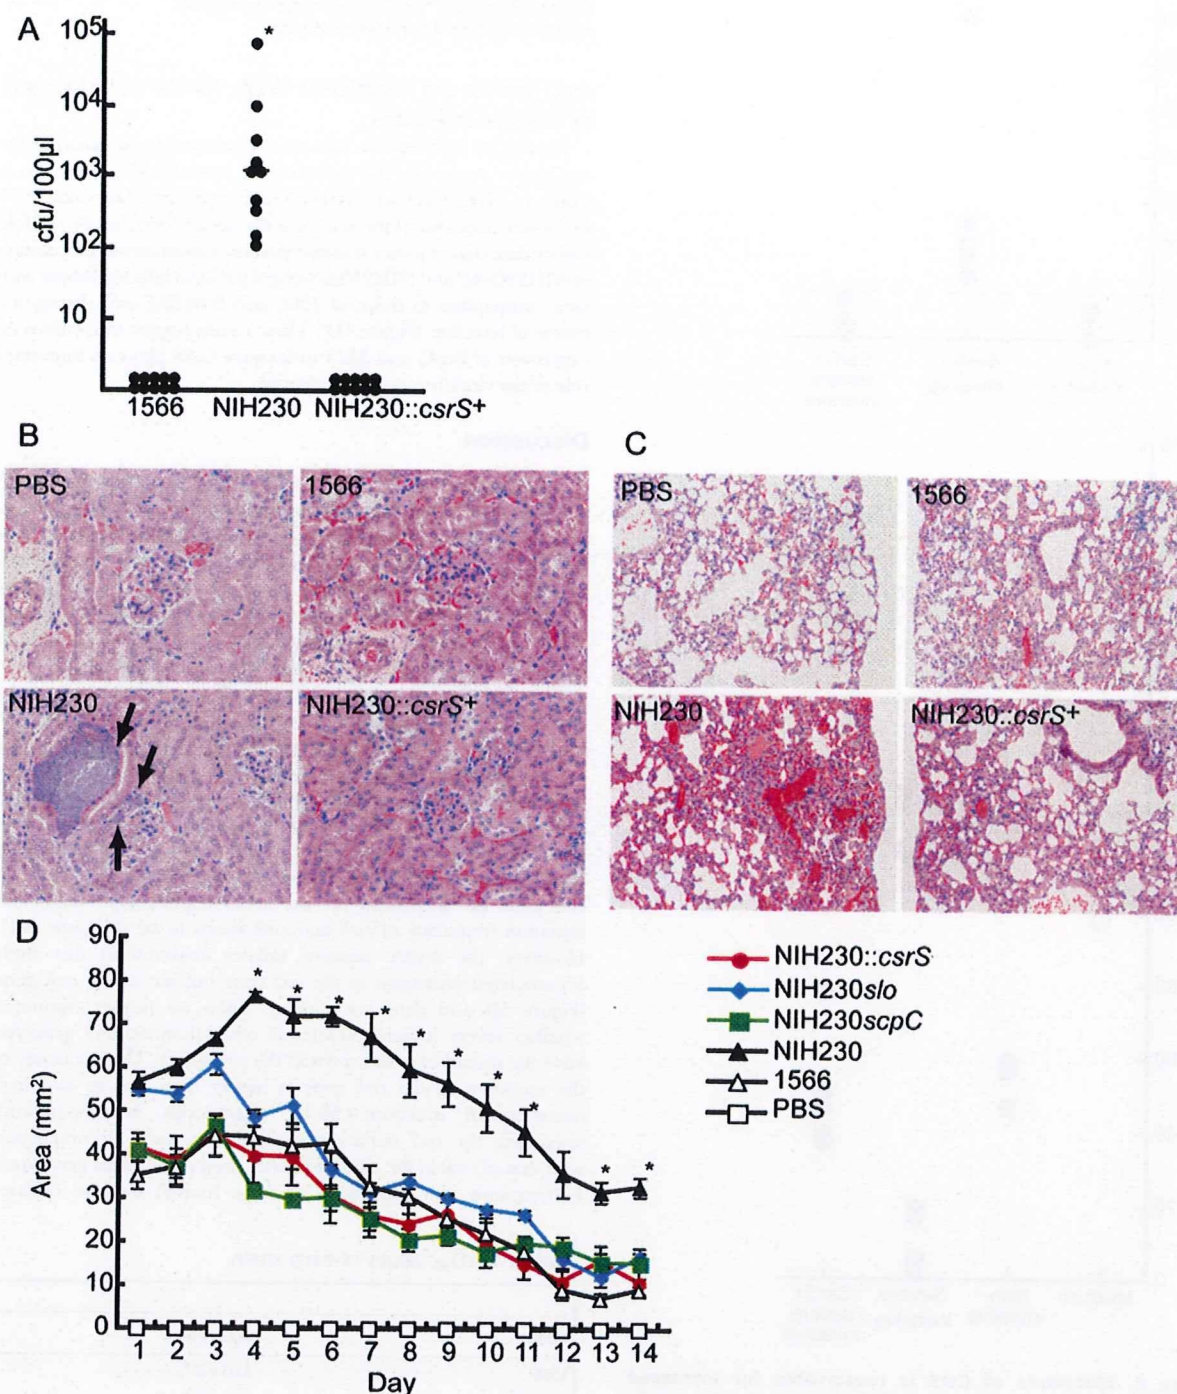 A
10⁵
*
10⁴
10³
10²
10
cfu/100µl
1566
NIH230
NIH230::csrS+
B
PBS
1566
NIH230
NIH230::csrS+
C
PBS
1566
NIH230
NIH230::csrS+
D
90
80
70
60
50
40
30
20
10
0
Area (mm²)
* * * * * * * * * *
1 2 3 4 5 6 7 8 9 10 11 12 13 14
Day
NIH230::csrS
NIH230slo
NIH230scpC
NIH230
1566
PBS